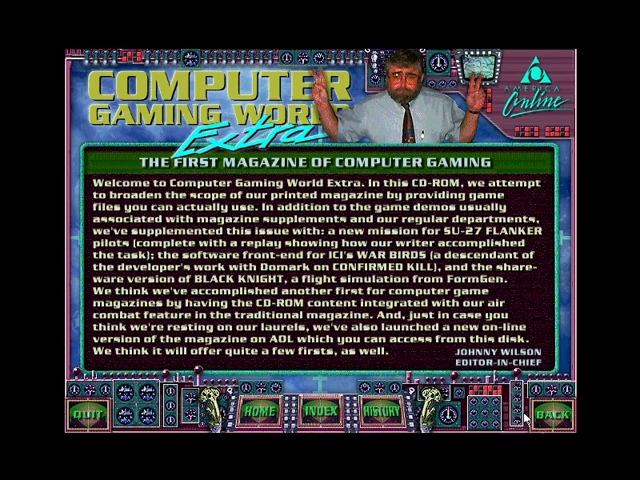 COMPUTER
GAMING WORLD
Extra
AMERICA
Online
THE FIRST MAGAZINE OF COMPUTER GAMING
Welcome to Computer Gaming World Extra. In this CD-ROM, we attempt
to broaden the scope of our printed magazine by providing game
files you can actually use. In addition to the game demos usually
associated with magazine supplements and our regular departments,
we've supplemented this issue with: a new mission for SU-27 FLANKER
pilots (complete with a replay showing how our writer accomplished
the task); the software front-end for ICI's WAR BIRDS (a descendant of
the developer's work with Domark on CONFIRMED KILL), and the share-
ware version of BLACK KNIGHT, a flight simulation from FormGen.
We think we've accomplished another first for computer game
magazines by having the CD-ROM content integrated with our air
combat feature in the traditional magazine. And, just in case you
think we're resting on our laurels, we've also launched a new on-line
version of the magazine on AOL which you can access from this disk.
We think it will offer quite a few firsts, as well.
JOHNNY WILSON
EDITOR-IN-CHIEF
QUIT
HOME
INDEX
HISTORY
BACK